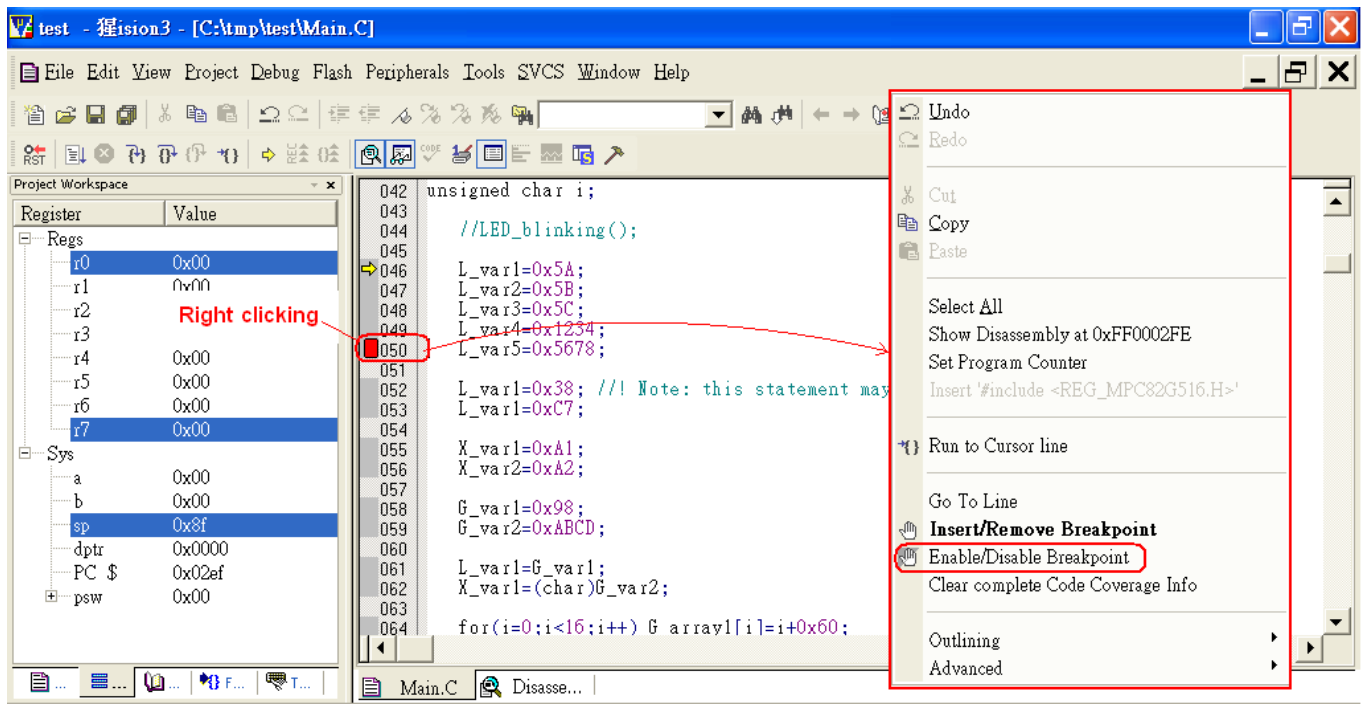 test - 猩ision3 - [C:\tmp\test\Main.C]
File Edit View Project Debug Flash Peripherals Tools SVCS Window Help
RST
CODE
Project Workspace
Register Value
Regs
r0 0x00
r1 0x00
r2
r3
r4 0x00
r5 0x00
r6 0x00
r7 0x00
Sys
a 0x00
b 0x00
sp 0x8f
dptr 0x0000
PC $ 0x02ef
psw 0x00
... ... ... F... T...
Right clicking
042 unsigned char i;
043
044 //LED_blinking();
045
046 L_var1=0x5A;
047 L_var2=0x5B;
048 L_var3=0x5C;
049 L_var4=0x1234;
050 L_var5=0x5678;
051
052 L_var1=0x38; //! Note: this statement may
053 L_var1=0xC7;
054
055 X_var1=0xA1;
056 X_var2=0xA2;
057
058 G_var1=0x98;
059 G_var2=0xABCD;
060
061 L_var1=G_var1;
062 X_var1=(char)G_var2;
063
064 for(i=0;i<16;i++) G_array1[i]=i+0x60;
Main.C Disasse...
Undo
Redo
Cut
Copy
Paste
Select All
Show Disassembly at 0xFF0002FE
Set Program Counter
Insert '#include <REG_MPC82G516.H>'
Run to Cursor line
Go To Line
Insert/Remove Breakpoint
Enable/Disable Breakpoint
Clear complete Code Coverage Info
Outlining
Advanced